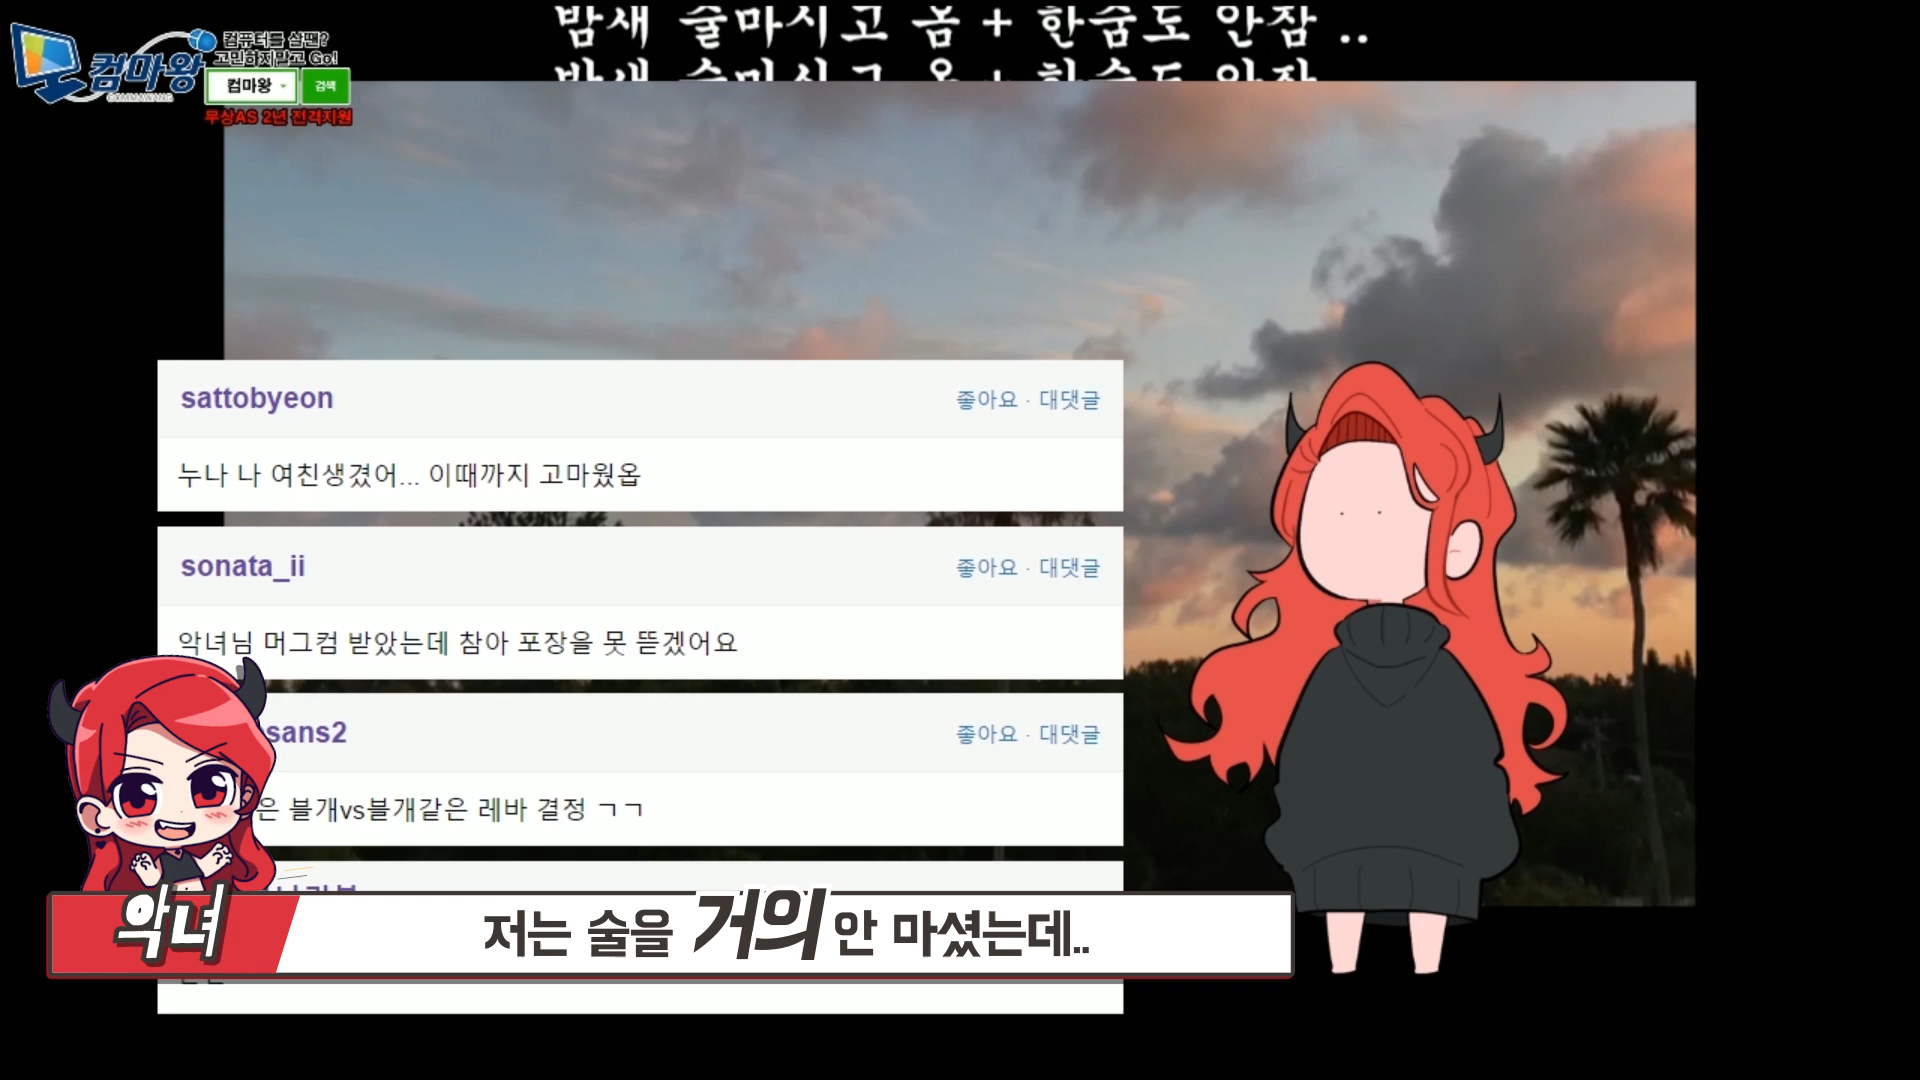 밤새 술마시고 옴 + 한숨도 안잠 ..
컴퓨터를 살땐?
고민하지말고 Go!
컴마왕
컴마왕 검색
무상AS 2년 전격지원
sattobyeon 좋아요 · 대댓글
누나 나 여친생겼어... 이때까지 고마웠옵
sonata_ii 좋아요 · 대댓글
악녀님 머그컵 받았는데 참아 포장을 못 뜯겠어요
sans2 좋아요 · 대댓글
은 블개vs블개같은 레바 결정 ㄱㄱ
악녀 저는 술을 거의 안 마셨는데..